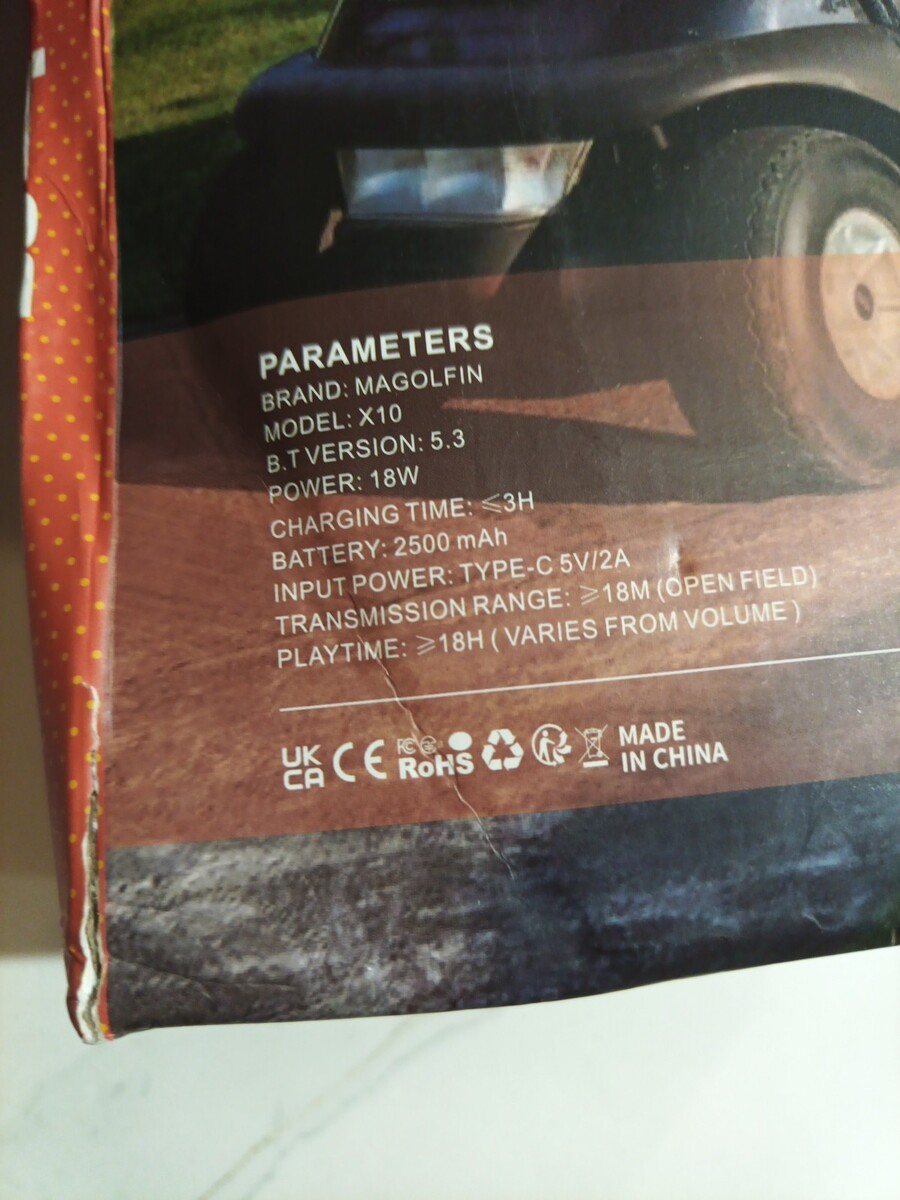 PARAMETERS
BRAND: MAGOLFIN
MODEL: X10
B.T VERSION: 5.3
POWER: 18W
CHARGING TIME: ≤3H
BATTERY: 2500 mAh
INPUT POWER: TYPE-C 5V/2A
TRANSMISSION RANGE: ≥18M (OPEN FIELD)
PLAYTIME: ≥18H ( VARIES FROM VOLUME )
UK CA CE FC RoHS MADE IN CHINA